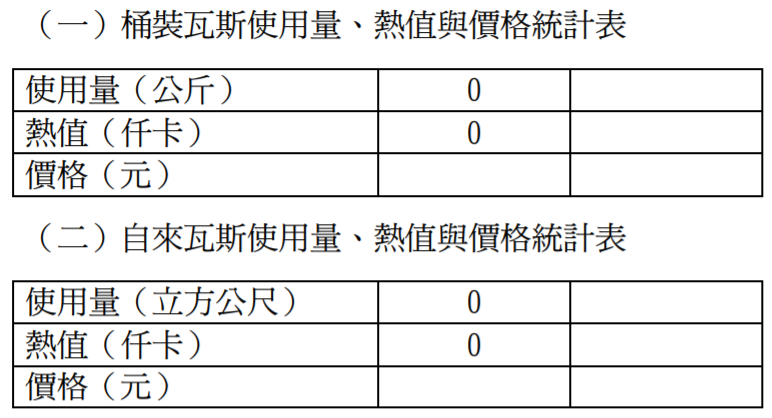 （一）桶裝瓦斯使用量、熱值與價格統計表
使用量（公斤） 0
熱值（仟卡） 0
價格（元）
（二）自來瓦斯使用量、熱值與價格統計表
使用量（立方公尺） 0
熱值（仟卡） 0
價格（元）